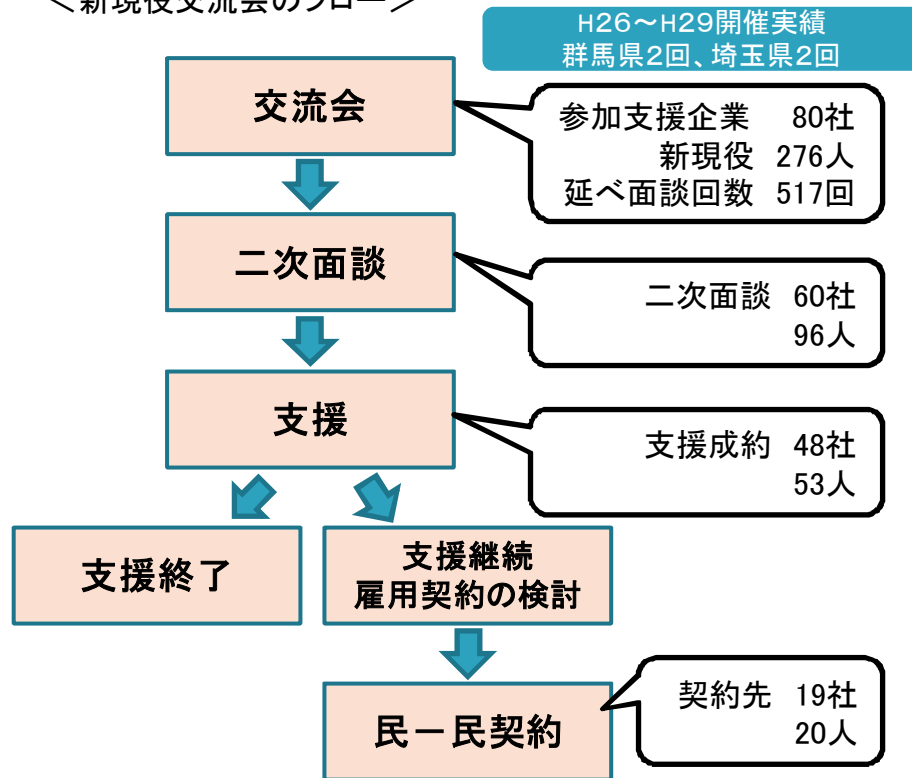 ＜新現役交流会のフロー＞
H26～H29開催実績
群馬県2回、埼玉県2回
交流会
参加支援企業　80社
新現役　276人
延べ面談回数　517回
二次面談
二次面談　60社
96人
支援
支援成約　48社
53人
支援終了
支援継続
雇用契約の検討
民－民契約
契約先　19社
20人